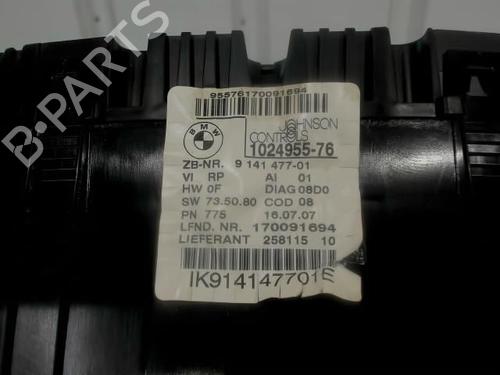 B-PARTS
95576170091694
BMW
JOHNSON
CONTROLS
1024955-76
ZB-NR. 9 141 477-01
VI RP AI 01
HW 0F DIAG 08D0
SW 73.50.80 COD 08
PN 775 16.07.07
LFND. NR. 170091694
LIEFERANT 258115 10
IK914147701E